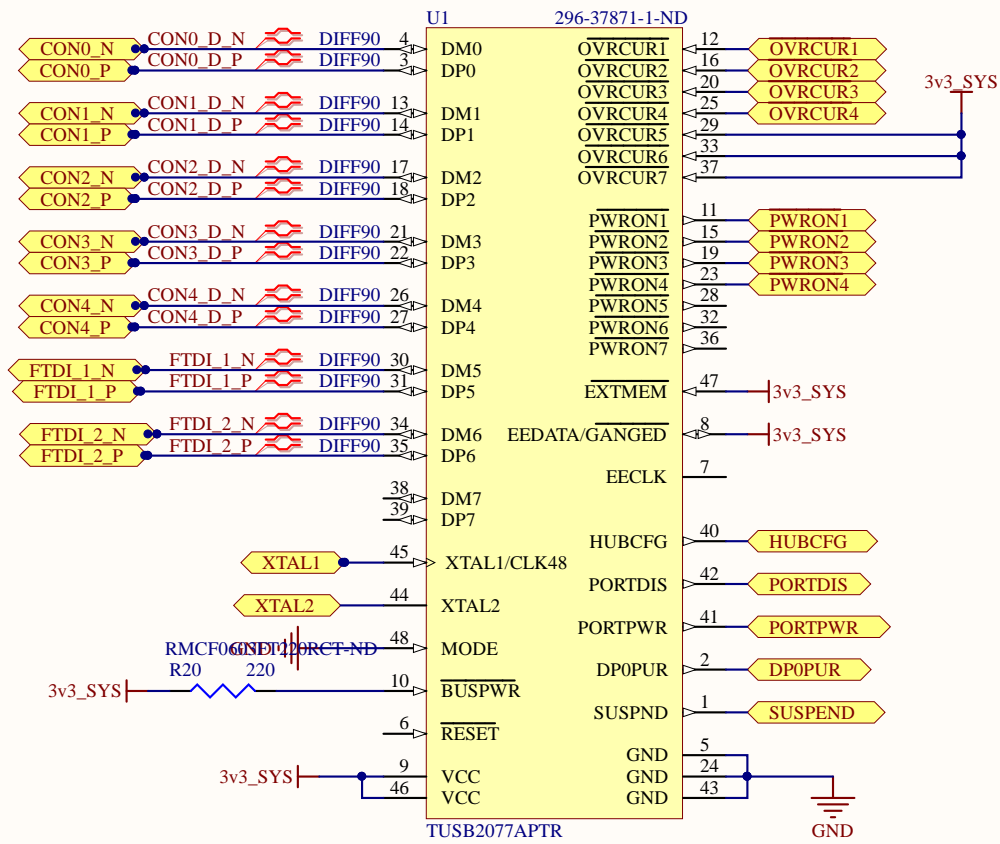 U1 296-37871-1-ND
CON0_N CON0_D_N DIFF90 4 DM0 OVRCUR1 12 OVRCUR1
CON0_P CON0_D_P DIFF90 3 DP0 OVRCUR2 16 OVRCUR2
OVRCUR3 20 OVRCUR3 3v3_SYS
CON1_N CON1_D_N DIFF90 13 DM1 OVRCUR4 25 OVRCUR4
CON1_P CON1_D_P DIFF90 14 DP1 OVRCUR5 29
OVRCUR6 33
CON2_N CON2_D_N DIFF90 17 DM2 OVRCUR7 37
CON2_P CON2_D_P DIFF90 18 DP2
PWRON1 11 PWRON1
CON3_N CON3_D_N DIFF90 21 DM3 PWRON2 15 PWRON2
CON3_P CON3_D_P DIFF90 22 DP3 PWRON3 19 PWRON3
PWRON4 23 PWRON4
CON4_N CON4_D_N DIFF90 26 DM4 PWRON5 28
CON4_P CON4_D_P DIFF90 27 DP4 PWRON6 32
PWRON7 36
FTDI_1_N FTDI_1_N DIFF90 30 DM5
FTDI_1_P FTDI_1_P DIFF90 31 DP5 EXTMEM 47 3v3_SYS
FTDI_2_N FTDI_2_N DIFF90 34 DM6 EEDATA/GANGED 8 3v3_SYS
FTDI_2_P FTDI_2_P DIFF90 35 DP6
EECLK 7
38 DM7
39 DP7
HUBCFG 40 HUBCFG
XTAL1 45 XTAL1/CLK48
PORTDIS 42 PORTDIS
XTAL2 44 XTAL2
PORTPWR 41 PORTPWR
GND 48 MODE
RMCF0603FT220RCT-ND
R20 220
DP0PUR 2 DP0PUR
3v3_SYS 10 BUSPWR
SUSPND 1 SUSPEND
6 RESET
GND 5
3v3_SYS 9 VCC GND 24
46 VCC GND 43
TUSB2077APTR GND